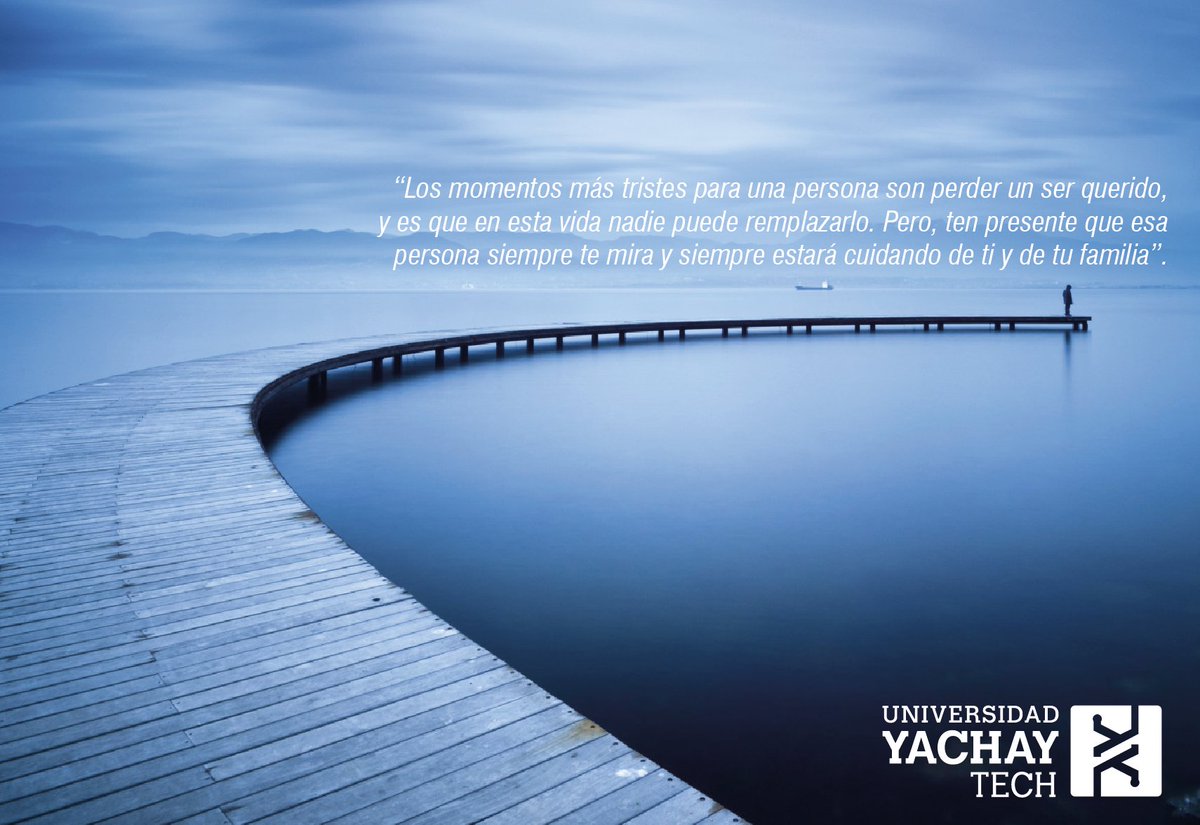 “Los momentos más tristes para una persona son perder un ser querido,
y es que en esta vida nadie puede remplazarlo. Pero, ten presente que esa
persona siempre te mira y siempre estará cuidando de ti y de tu familia”.
UNIVERSIDAD
YACHAY
TECH